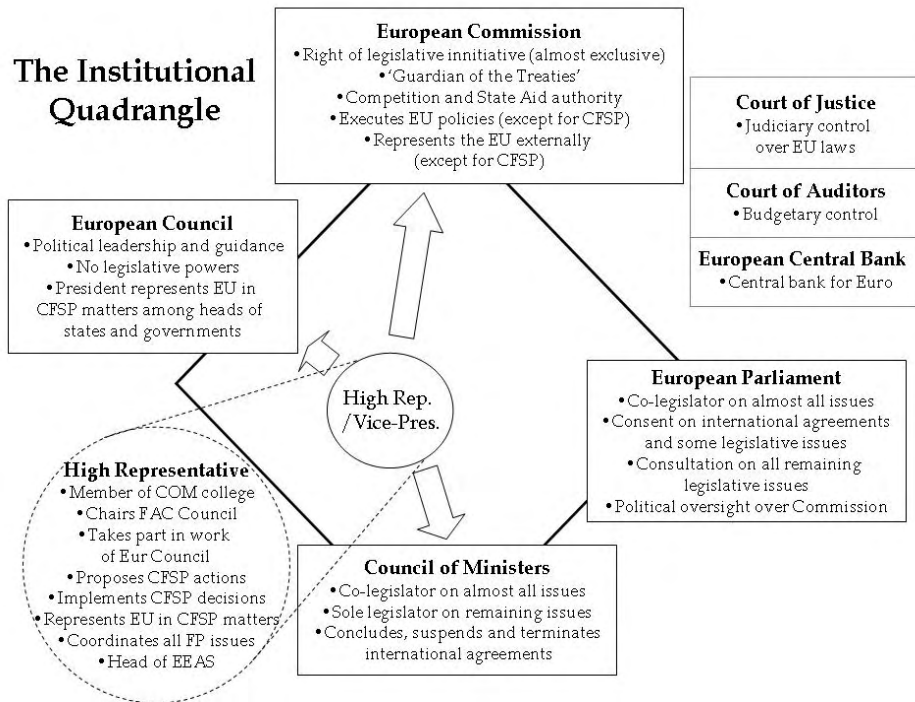 The Institutional
Quadrangle
European Commission
•Right of legislative innitiative (almost exclusive)
•'Guardian of the Treaties'
•Competition and State Aid authority
•Executes EU policies (except for CFSP)
•Represents the EU externally
(except for CFSP)
Court of Justice
•Judiciary control
over EU laws
Court of Auditors
•Budgetary control
European Central Bank
•Central bank for Euro
European Council
•Political leadership and guidance
•No legislative powers
•President represents EU in
CFSP matters among heads of
states and governments
High Rep.
/Vice-Pres.
European Parliament
•Co-legislator on almost all issues
•Consent on international agreements
and some legislative issues
•Consultation on all remaining
legislative issues
•Political oversight over Commission
High Representative
•Member of COM college
•Chairs FAC Council
•Takes part in work
of Eur Council
•Proposes CFSP actions
•Implements CFSP decisions
•Represents EU in CFSP matters
•Coordinates all FP issues
•Head of EEAS
Council of Ministers
•Co-legislator on almost all issues
•Sole legislator on remaining issues
•Concludes, suspends and terminates
international agreements